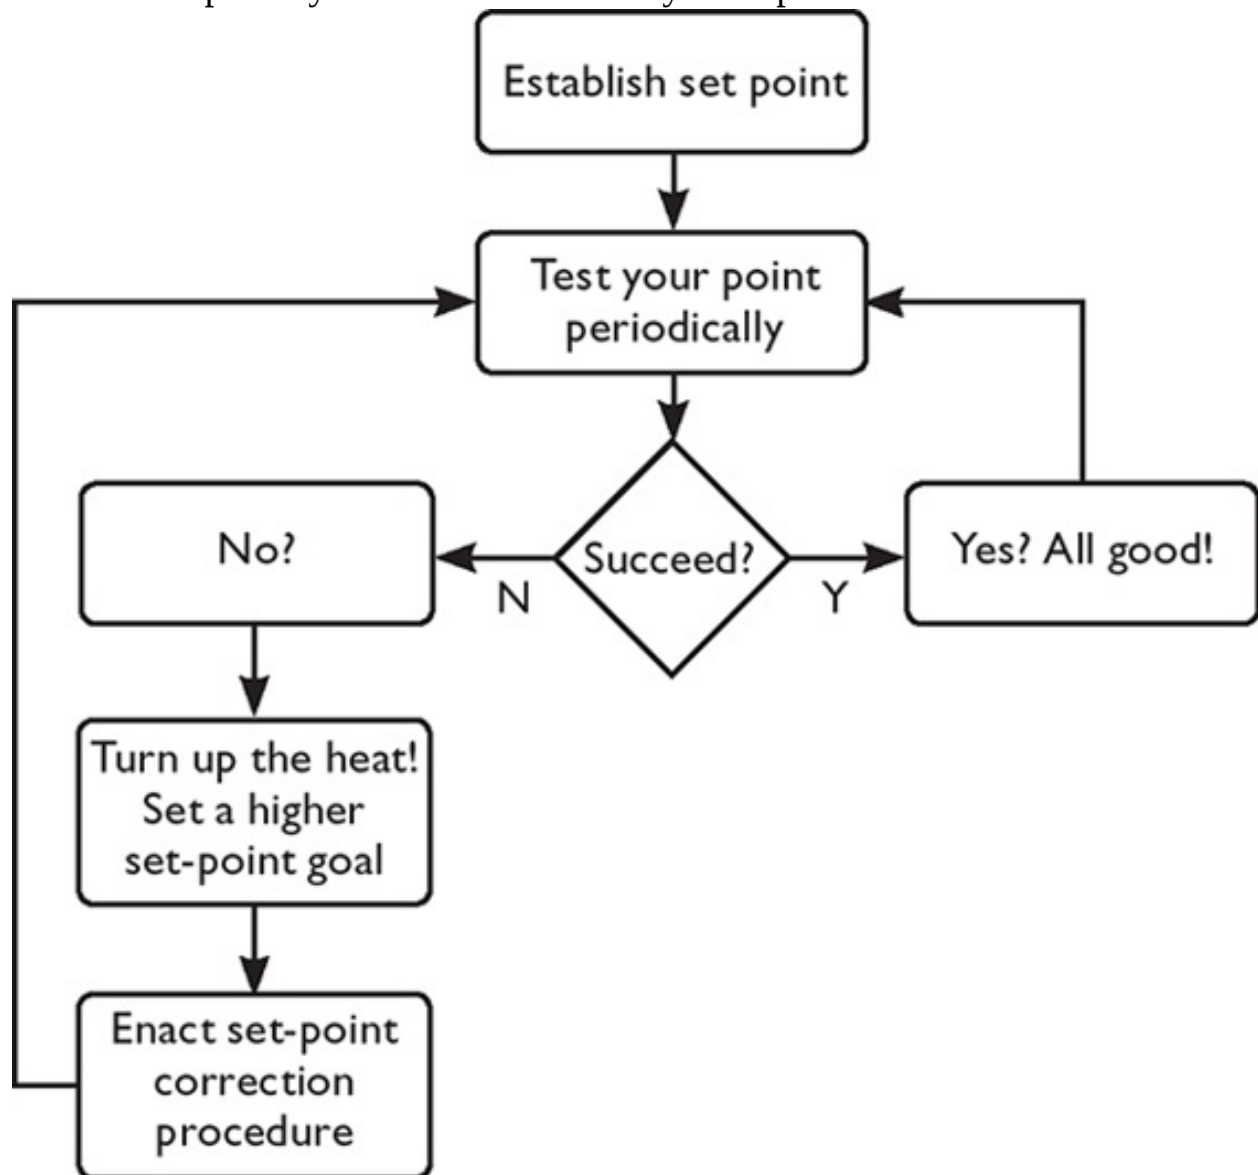 Establish set point
Test your point
periodically
No?
Succeed?
Yes? All good!
N
Y
Turn up the heat!
Set a higher
set-point goal
Enact set-point
correction
procedure